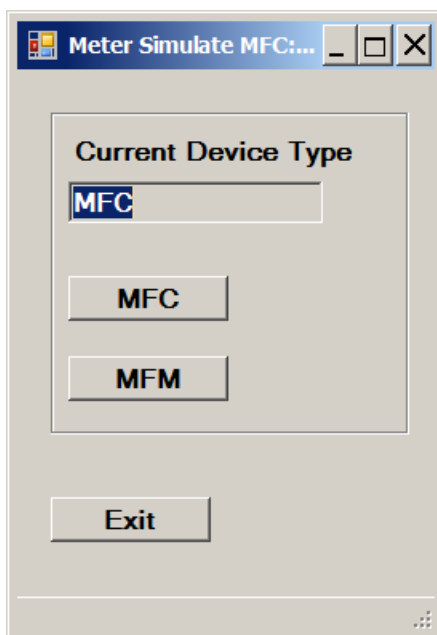 Meter Simulate MFC:...
Current Device Type
MFC
MFC
MFM
Exit